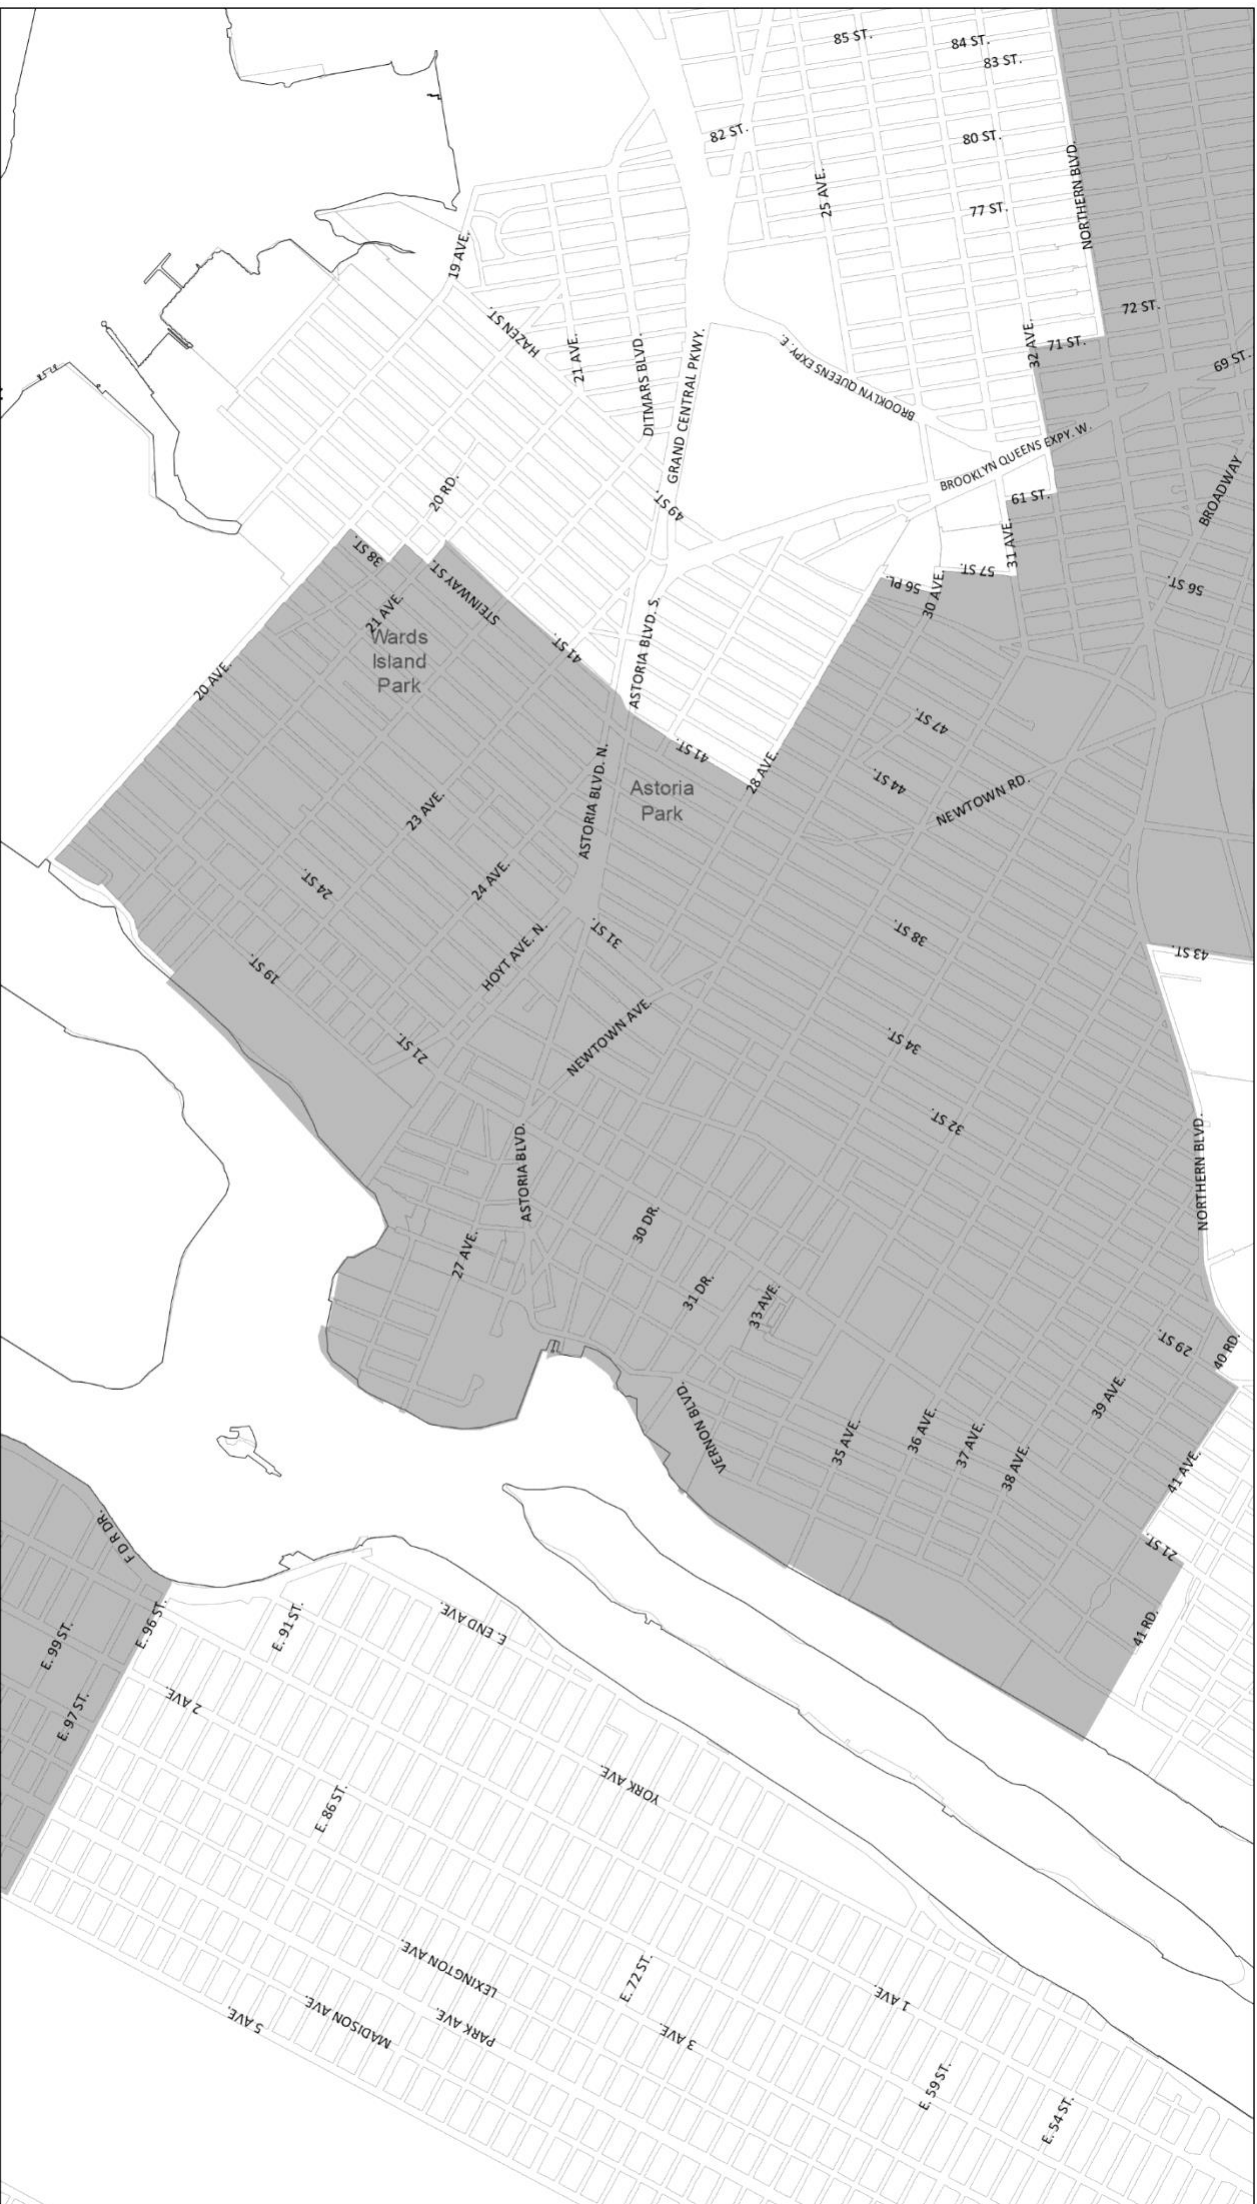 85 ST.
84 ST.
83 ST.
82 ST.
80 ST.
NORTHERN BLVD.
25 AVE.
77 ST.
19 AVE.
72 ST.
HAZEN ST.
21 AVE.
DITMARS BLVD.
GRAND CENTRAL PKWY.
BROOKLYN QUEENS EXPY. E.
32 AVE.
71 ST.
69 ST.
BROOKLYN QUEENS EXPY. W.
20 RD.
49 ST.
61 ST.
BROADWAY
38 ST.
31 AVE.
57 ST.
56 PL.
30 AVE.
56 ST.
STEINWAY ST.
21 AVE.
Wards
Island
Park
41 ST.
ASTORIA BLVD. S.
20 AVE.
47 ST.
41 ST.
28 AVE.
44 ST.
Astoria
Park
NEWTOWN RD.
ASTORIA BLVD. N.
23 AVE.
24 ST.
24 AVE.
31 ST.
38 ST.
43 ST.
HOYT AVE. N.
19 ST.
21 ST.
NEWTOWN AVE.
34 ST.
32 ST.
ASTORIA BLVD.
NORTHERN BLVD.
30 DR.
27 AVE.
31 DR.
33 AVE.
29 ST.
40 RD.
39 AVE.
VERNON BLVD.
35 AVE.
36 AVE.
37 AVE.
38 AVE.
41 AVE.
21 ST.
F D R DR.
E. 96 ST.
E. 91 ST.
E. END AVE.
E. 99 ST.
41 RD.
E. 97 ST.
2 AVE.
YORK AVE.
E. 86 ST.
LEXINGTON AVE.
E. 72 ST.
1 AVE.
5 AVE.
MADISON AVE.
PARK AVE.
3 AVE.
E. 59 ST.
E. 54 ST.